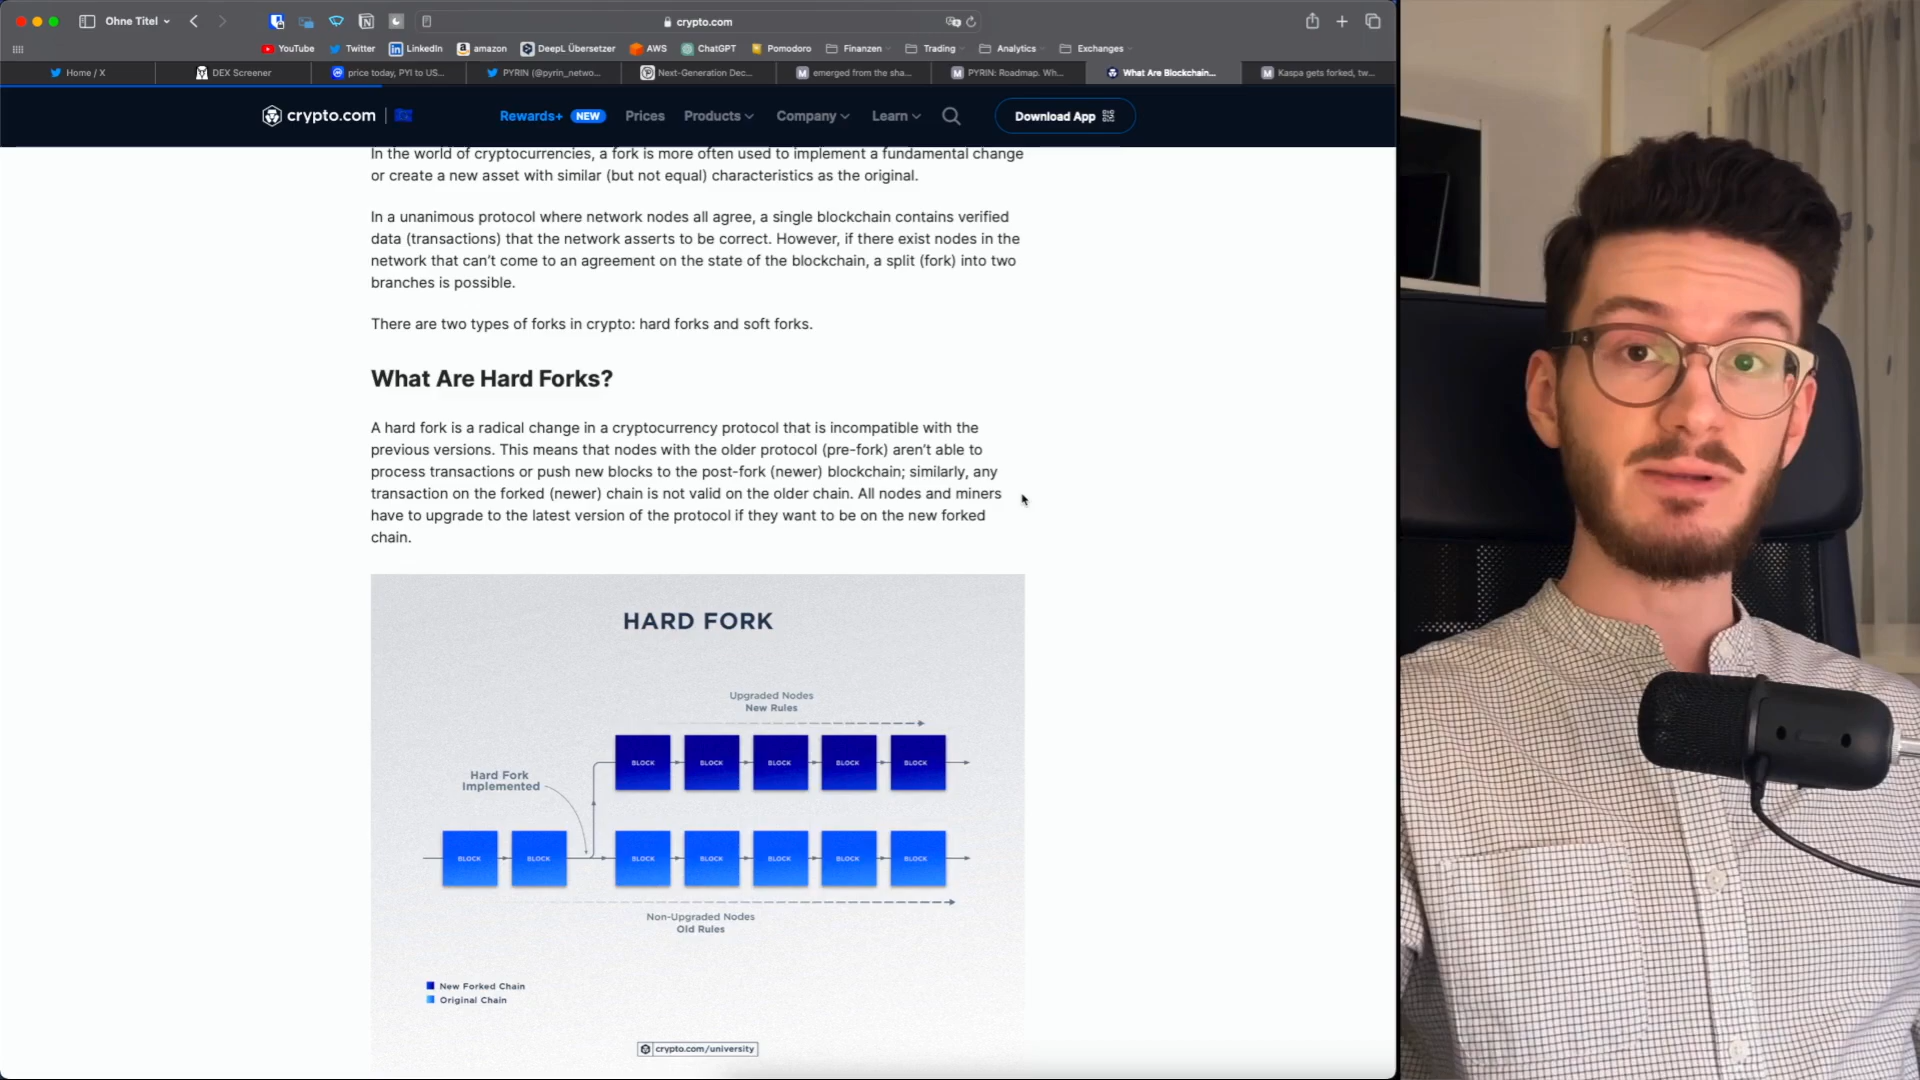 Ohne Titel
crypto.com
YouTube
Twitter
LinkedIn
amazon
DeepL Übersetzer
AWS
ChatGPT
Pomodoro
Finanzen
Trading
Analytics
Exchanges
Home / X
DEX Screener
price today, PYI to US...
PYRIN (@pyrin_netwo...
Next-Generation Dec...
emerged from the sha...
PYRIN: Roadmap. Wh...
What Are Blockchain...
Kaspa gets forked, tw...
crypto.com
Rewards+ NEW
Prices
Products
Company
Learn
Download App
In the world of cryptocurrencies, a fork is more often used to implement a fundamental change
or create a new asset with similar (but not equal) characteristics as the original.
In a unanimous protocol where network nodes all agree, a single blockchain contains verified
data (transactions) that the network asserts to be correct. However, if there exist nodes in the
network that can’t come to an agreement on the state of the blockchain, a split (fork) into two
branches is possible.
There are two types of forks in crypto: hard forks and soft forks.
What Are Hard Forks?
A hard fork is a radical change in a cryptocurrency protocol that is incompatible with the
previous versions. This means that nodes with the older protocol (pre-fork) aren’t able to
process transactions or push new blocks to the post-fork (newer) blockchain; similarly, any
transaction on the forked (newer) chain is not valid on the older chain. All nodes and miners
have to upgrade to the latest version of the protocol if they want to be on the new forked
chain.
HARD FORK
Upgraded Nodes
New Rules
BLOCK BLOCK BLOCK BLOCK BLOCK
Hard Fork
Implemented
BLOCK BLOCK BLOCK BLOCK BLOCK BLOCK BLOCK
Non-Upgraded Nodes
Old Rules
New Forked Chain
Original Chain
crypto.com/university